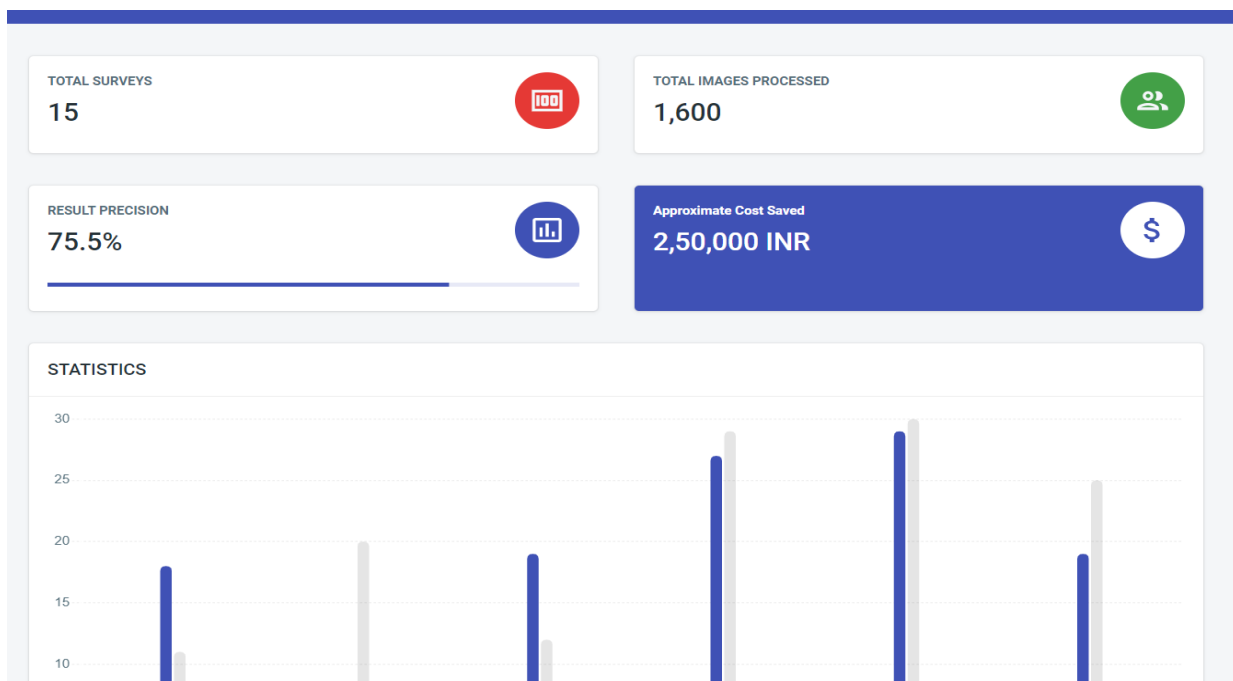 TOTAL SURVEYS
15
100
TOTAL IMAGES PROCESSED
1,600
RESULT PRECISION
75.5%
Approximate Cost Saved
2,50,000 INR
$
STATISTICS
30
25
20
15
10